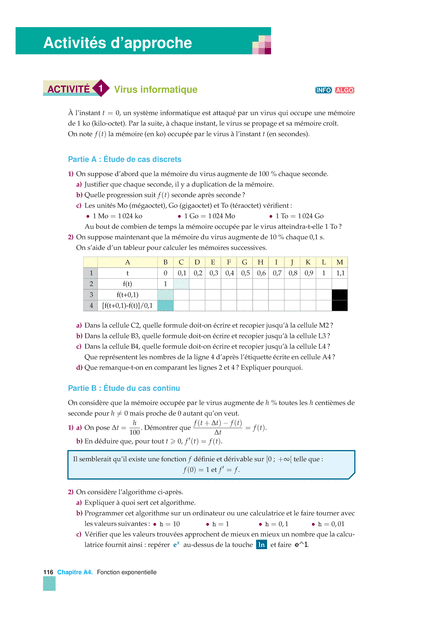 Activités d'approche
ACTIVITÉ 1 Virus informatique INFO ALGO
À l'instant t = 0, un système informatique est attaqué par un virus qui occupe une mémoire
de 1 ko (kilo-octet). Par la suite, à chaque instant, le virus se propage et sa mémoire croît.
On note f(t) la mémoire (en ko) occupée par le virus à l'instant t (en secondes).
Partie A : Étude de cas discrets
1) On suppose d'abord que la mémoire du virus augmente de 100 % chaque seconde.
a) Justifier que chaque seconde, il y a duplication de la mémoire.
b) Quelle progression suit f(t) seconde après seconde ?
c) Les unités Mo (mégaoctet), Go (gigaoctet) et To (téraoctet) vérifient :
• 1 Mo = 1 024 ko • 1 Go = 1 024 Mo • 1 To = 1 024 Go
Au bout de combien de temps la mémoire occupée par le virus atteindra-t-elle 1 To ?
2) On suppose maintenant que la mémoire du virus augmente de 10 % chaque 0,1 s.
On s'aide d'un tableur pour calculer les mémoires successives.
A B C D E F G H I J K L M
1 t 0 0,1 0,2 0,3 0,4 0,5 0,6 0,7 0,8 0,9 1 1,1
2 f(t) 1
3 f(t+0,1)
4 [f(t+0,1)-f(t)]/0,1
a) Dans la cellule C2, quelle formule doit-on écrire et recopier jusqu'à la cellule M2 ?
b) Dans la cellule B3, quelle formule doit-on écrire et recopier jusqu'à la cellule L3 ?
c) Dans la cellule B4, quelle formule doit-on écrire et recopier jusqu'à la cellule L4 ?
Que représentent les nombres de la ligne 4 d'après l'étiquette écrite en cellule A4 ?
d) Que remarque-t-on en comparant les lignes 2 et 4 ? Expliquer pourquoi.
Partie B : Étude du cas continu
On considère que la mémoire occupée par le virus augmente de h % toutes les h centièmes de
seconde pour h ≠ 0 mais proche de 0 autant qu'on veut.
1) a) On pose Δt = h/100. Démontrer que (f(t + Δt) − f(t))/Δt = f(t).
b) En déduire que, pour tout t ⩾ 0, f′(t) = f(t).
Il semblerait qu'il existe une fonction f définie et dérivable sur [0 ; +∞[ telle que :
f(0) = 1 et f′ = f.
2) On considère l'algorithme ci-après.
a) Expliquer à quoi sert cet algorithme.
b) Programmer cet algorithme sur un ordinateur ou une calculatrice et le faire tourner avec
les valeurs suivantes : • h = 10 • h = 1 • h = 0,1 • h = 0,01
c) Vérifier que les valeurs trouvées approchent de mieux en mieux un nombre que la calcu-
latrice fournit ainsi : repérer eˣ au-dessus de la touche ln et faire e^1.
116 Chapitre A4. Fonction exponentielle